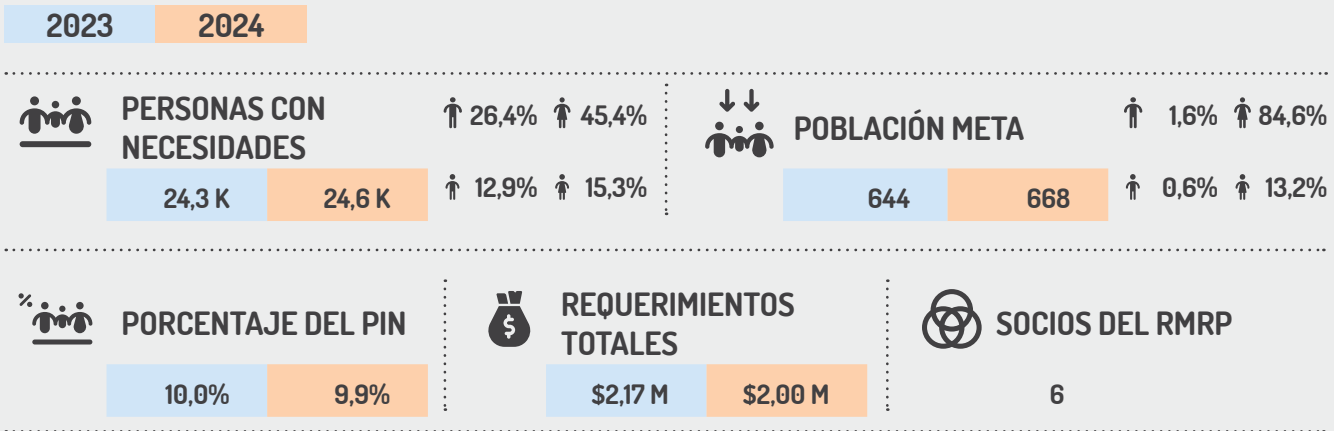 2023 2024
PERSONAS CON
NECESIDADES
26,4% 45,4%
24,3 K 24,6 K
12,9% 15,3%
POBLACIÓN META
1,6% 84,6%
644 668
0,6% 13,2%
% PORCENTAJE DEL PIN
10,0% 9,9%
$ REQUERIMIENTOS
TOTALES
$2,17 M $2,00 M
SOCIOS DEL RMRP
6